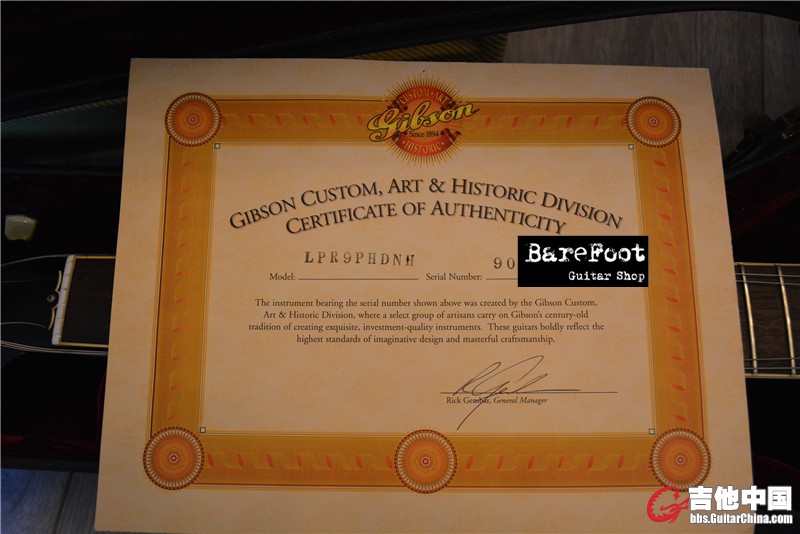 CUSTOM · ART
Gibson
Since 1894
· HISTORIC ·
GIBSON CUSTOM, ART & HISTORIC DIVISION
CERTIFICATE OF AUTHENTICITY
Model: LPR9PHDNH Serial Number: 90
BareFoot
Guitar Shop
The instrument bearing the serial number shown above was created by the Gibson Custom,
Art & Historic Division, where a select group of artisans carry on Gibson's century-old
tradition of creating exquisite, investment-quality instruments. These guitars boldly reflect the
highest standards of imaginative design and masterful craftsmanship.
Rick Gembar, General Manager
吉他中国
bbs.GuitarChina.com